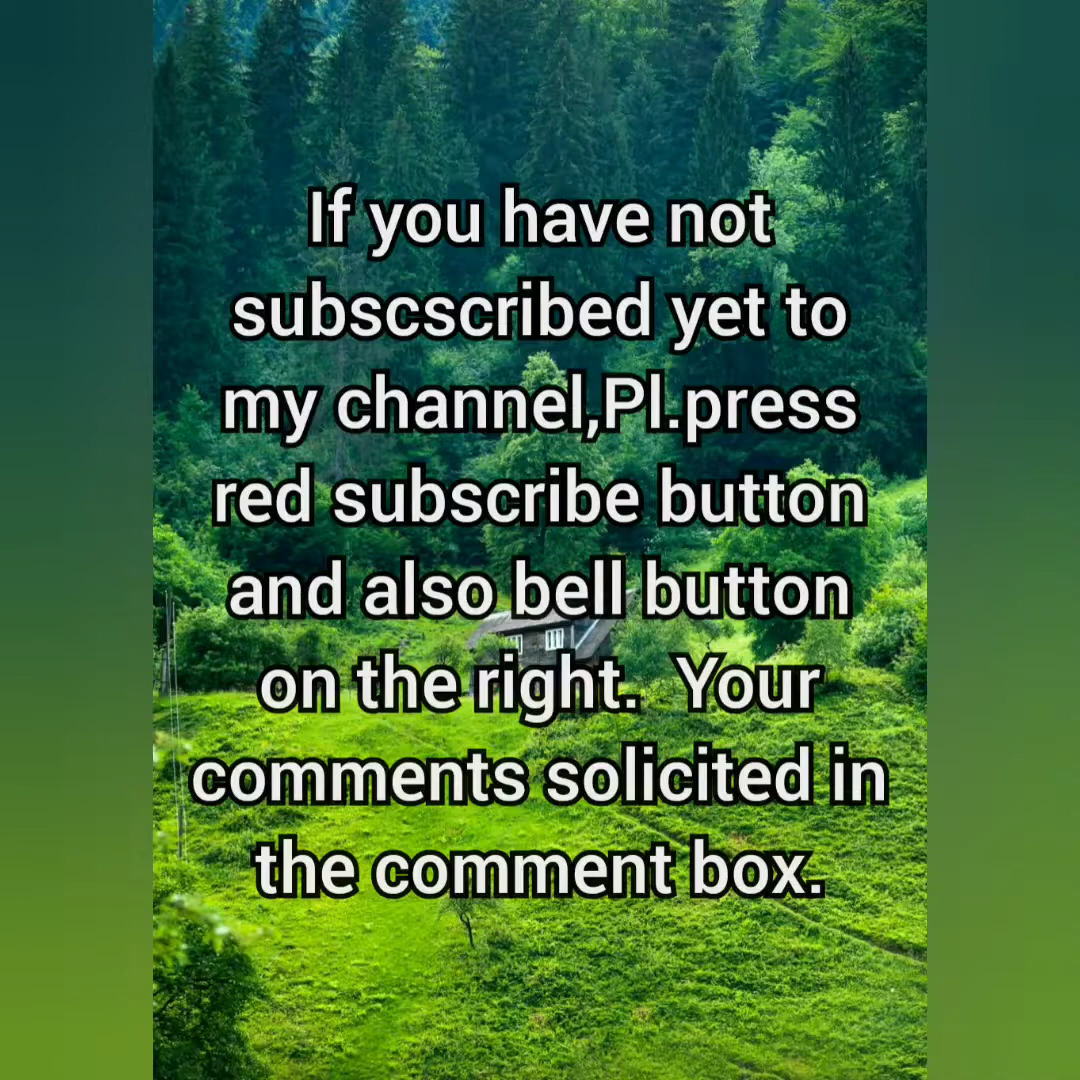 If you have not
subscscribed yet to
my channel,Pl.press
red subscribe button
and also bell button
on the right.  Your
comments solicited in
the comment box.